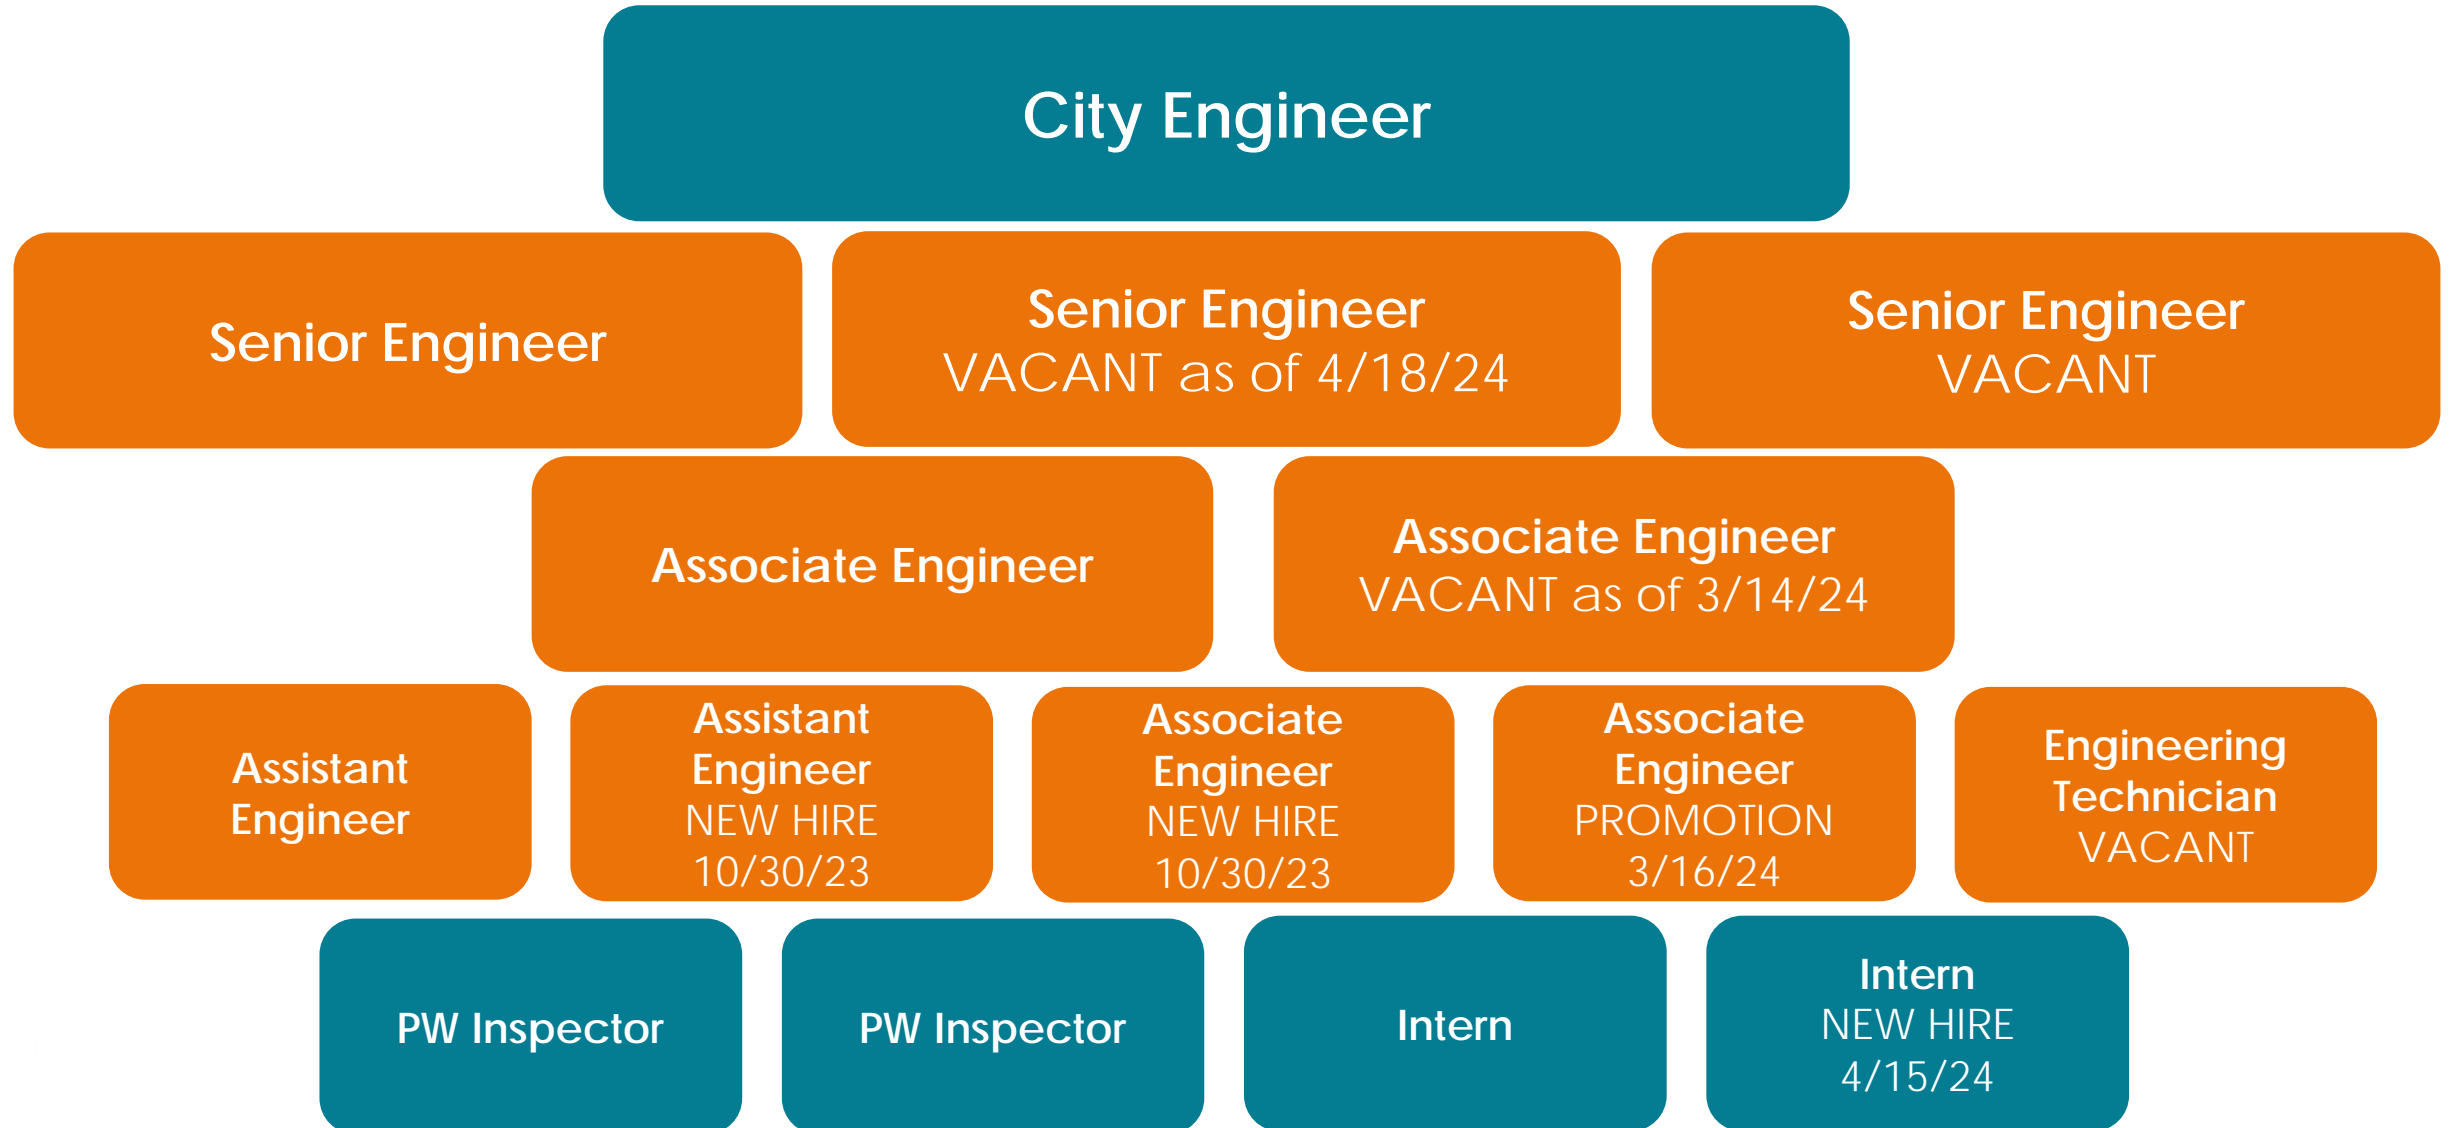 City Engineer
Senior Engineer
Senior Engineer
VACANT as of 4/18/24
Senior Engineer
VACANT
Associate Engineer
Associate Engineer
VACANT as of 3/14/24
Assistant
Engineer
Assistant
Engineer
NEW HIRE
10/30/23
Associate
Engineer
NEW HIRE
10/30/23
Associate
Engineer
PROMOTION
3/16/24
Engineering
Technician
VACANT
PW Inspector
PW Inspector
Intern
Intern
NEW HIRE
4/15/24